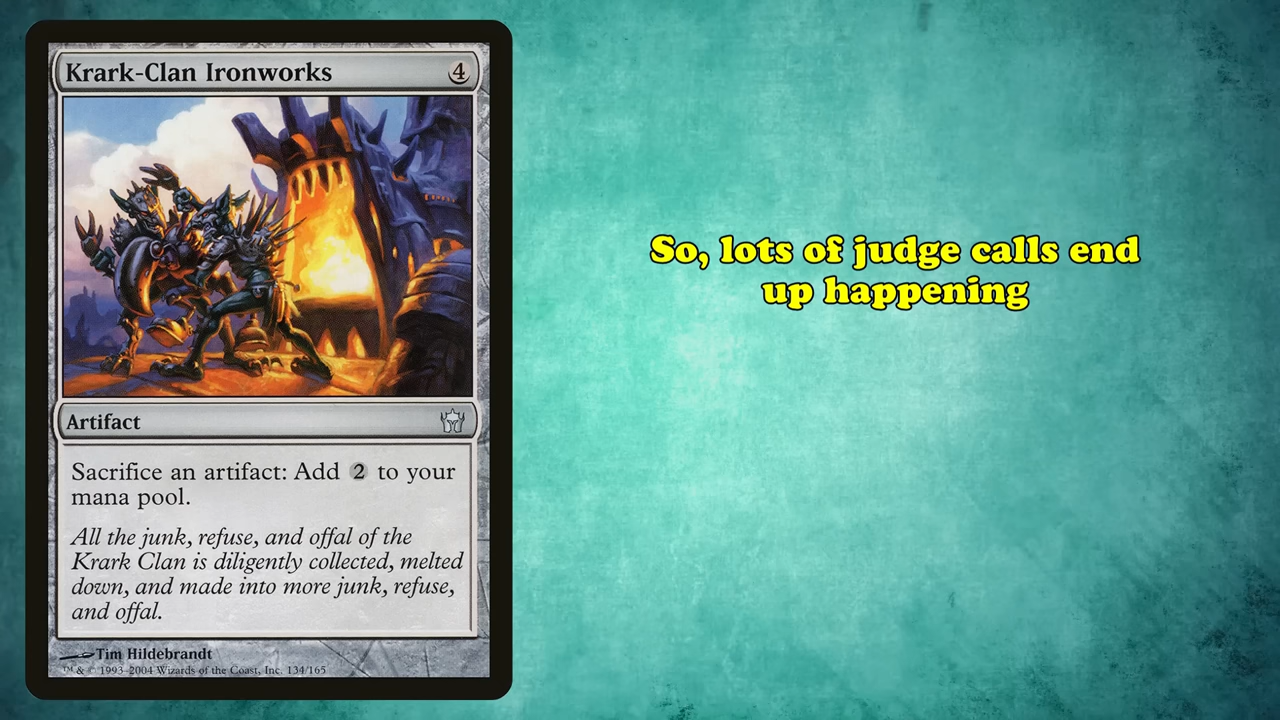 Krark-Clan Ironworks
4
Artifact
Sacrifice an artifact: Add 2 to your
mana pool.
All the junk, refuse, and offal of the
Krark Clan is diligently collected, melted
down, and made into more junk, refuse,
and offal.
Tim Hildebrandt
™ & © 1993–2004 Wizards of the Coast, Inc. 134/165
So, lots of judge calls end
up happening